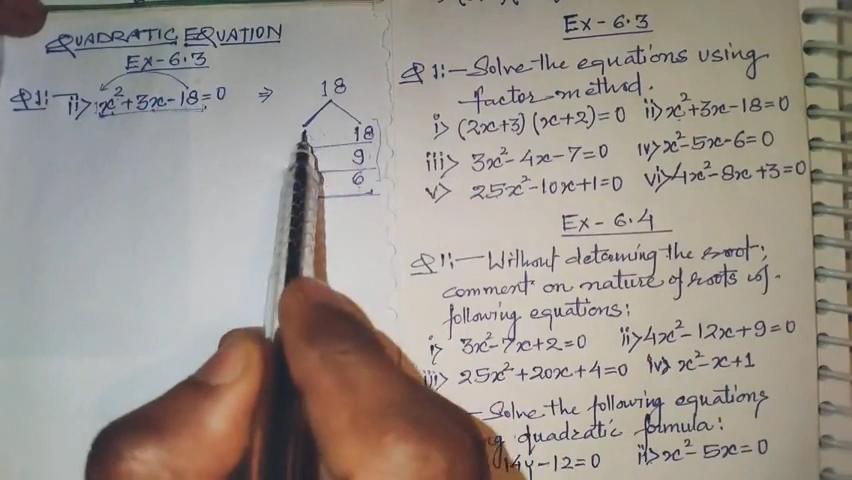 QUADRATIC EQUATION
Ex-6.3
Q1:- ii> x²+3x-18=0 ⇒ 18
18
9
6
Ex-6.3
Q1:- Solve the equations using
factor method.
i> (2x+3)(x+2)=0 ii> x²+3x-18=0
iii> 3x²-4x-7=0 iv> x²-5x-6=0
v> 25x²-10x+1=0 vi> 4x²-8x+3=0
Ex-6.4
Q1:- Without determing the root;
comment on nature of roots of
following equations:
i> 3x²-7x+2=0 ii> 4x²-12x+9=0
iii> 25x²+20x+4=0 iv> x²-x+1
- Solve the following equations
quadratic formula:
14y-12=0 ii> x²-5x=0